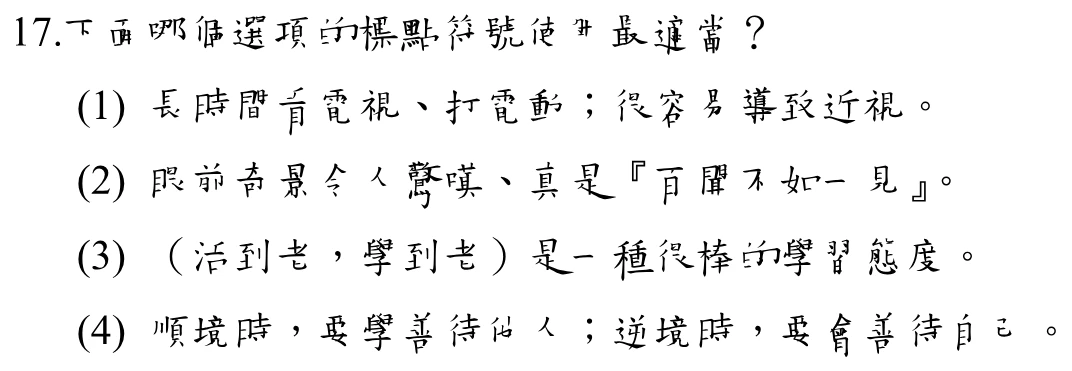 17.下面哪個選項的標點符號使用最適當？
(1) 長時間看電視、打電動；很容易導致近視。
(2) 眼前奇景令人驚嘆、真是『百聞不如一見』。
(3) （活到老，學到老）是一種很棒的學習態度。
(4) 順境時，要學善待他人；逆境時，要會善待自己。